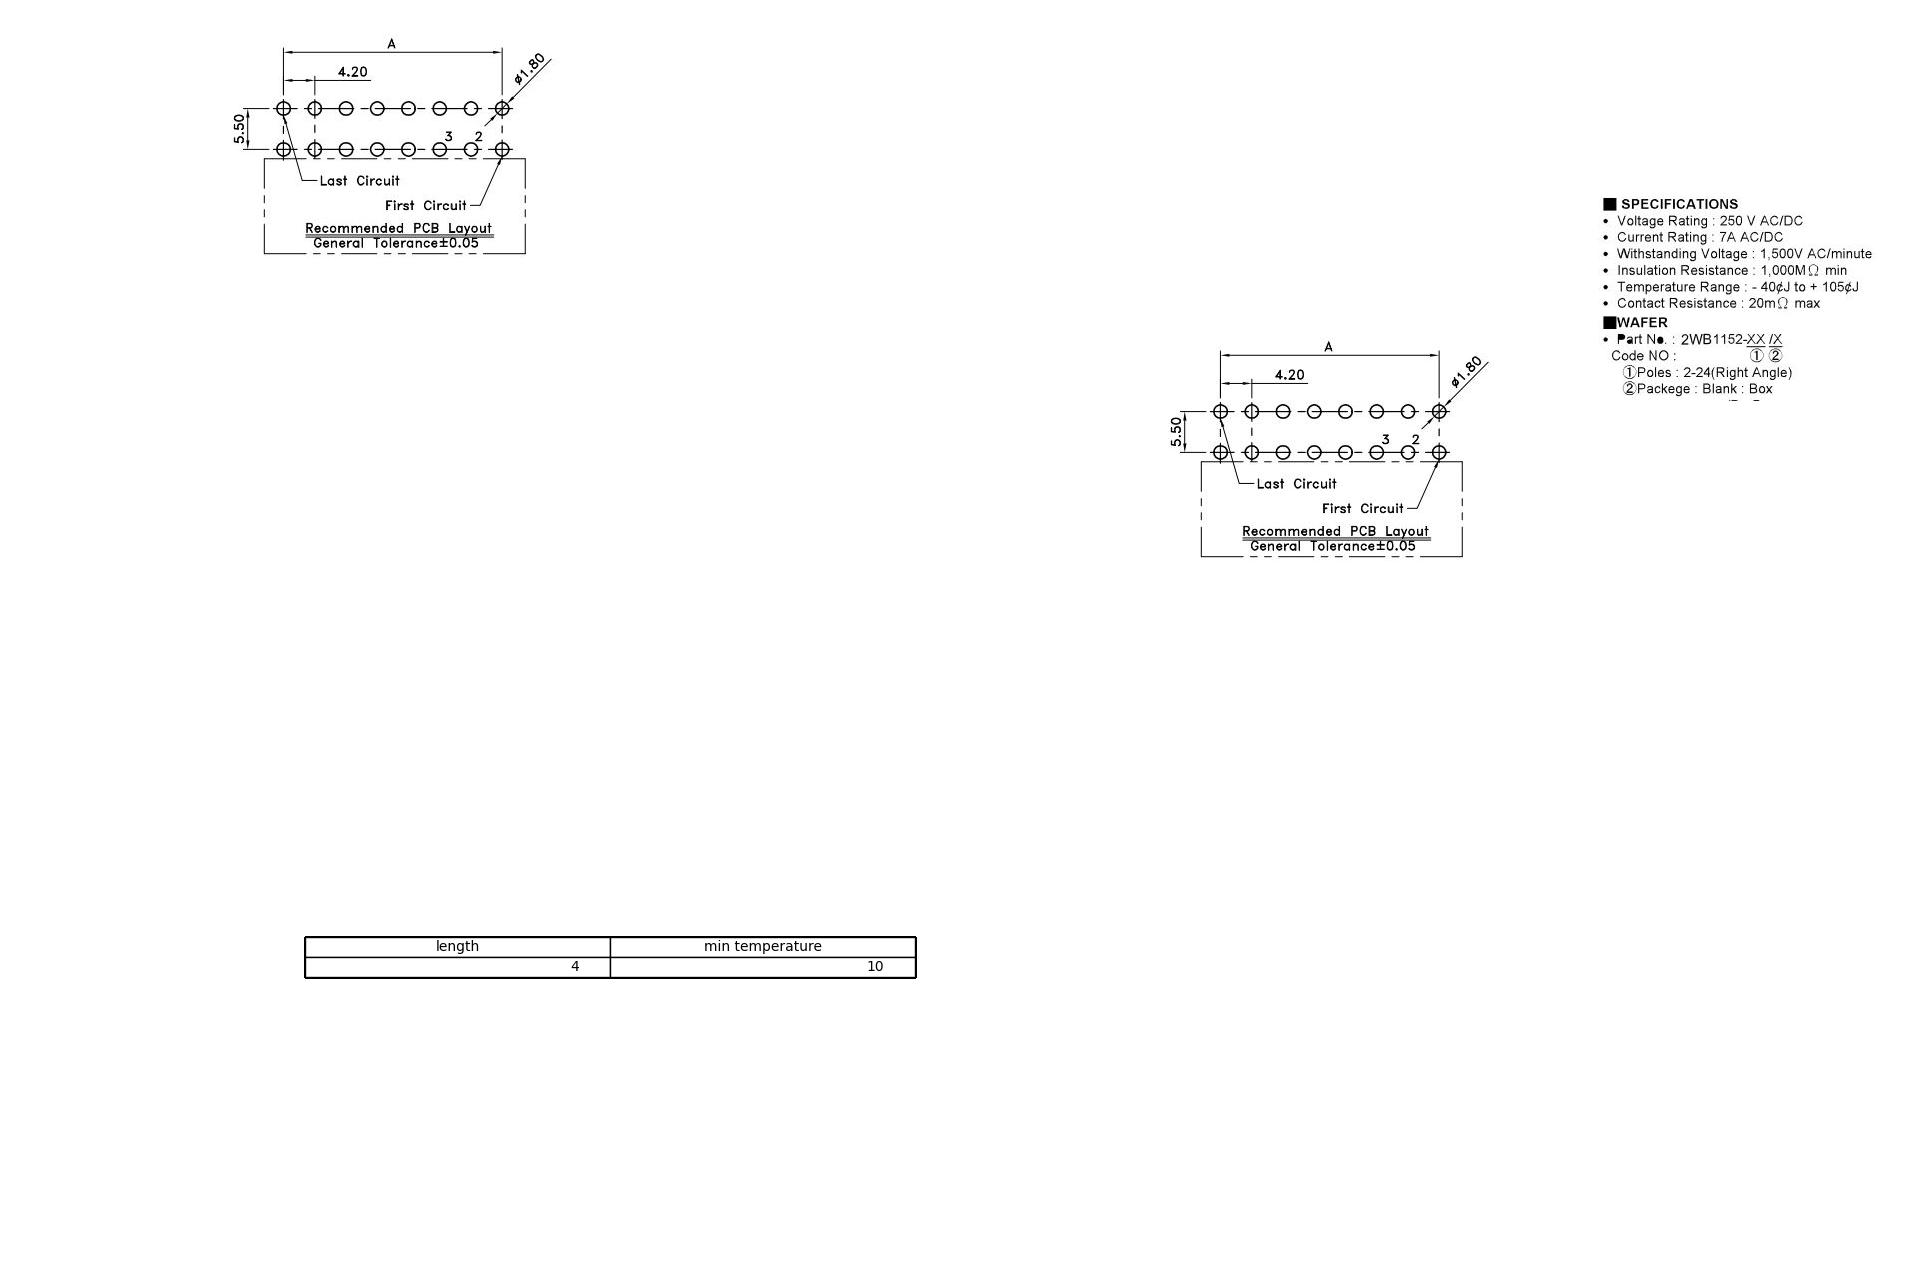 A
4.20
ø1.80
5.50
3 2
Last Circuit
First Circuit
Recommended PCB Layout
General Tolerance±0.05
■ SPECIFICATIONS
• Voltage Rating : 250 V AC/DC
• Current Rating : 7A AC/DC
• Withstanding Voltage : 1,500V AC/minute
• Insulation Resistance : 1,000MΩ min
• Temperature Range : - 40¢J to + 105¢J
• Contact Resistance : 20mΩ max
■WAFER
• Part No. : 2WB1152-XX /X
Code NO : ① ②
①Poles : 2-24(Right Angle)
②Packege : Blank : Box
A
4.20
ø1.80
5.50
3 2
Last Circuit
First Circuit
Recommended PCB Layout
General Tolerance±0.05
length min temperature
4 10